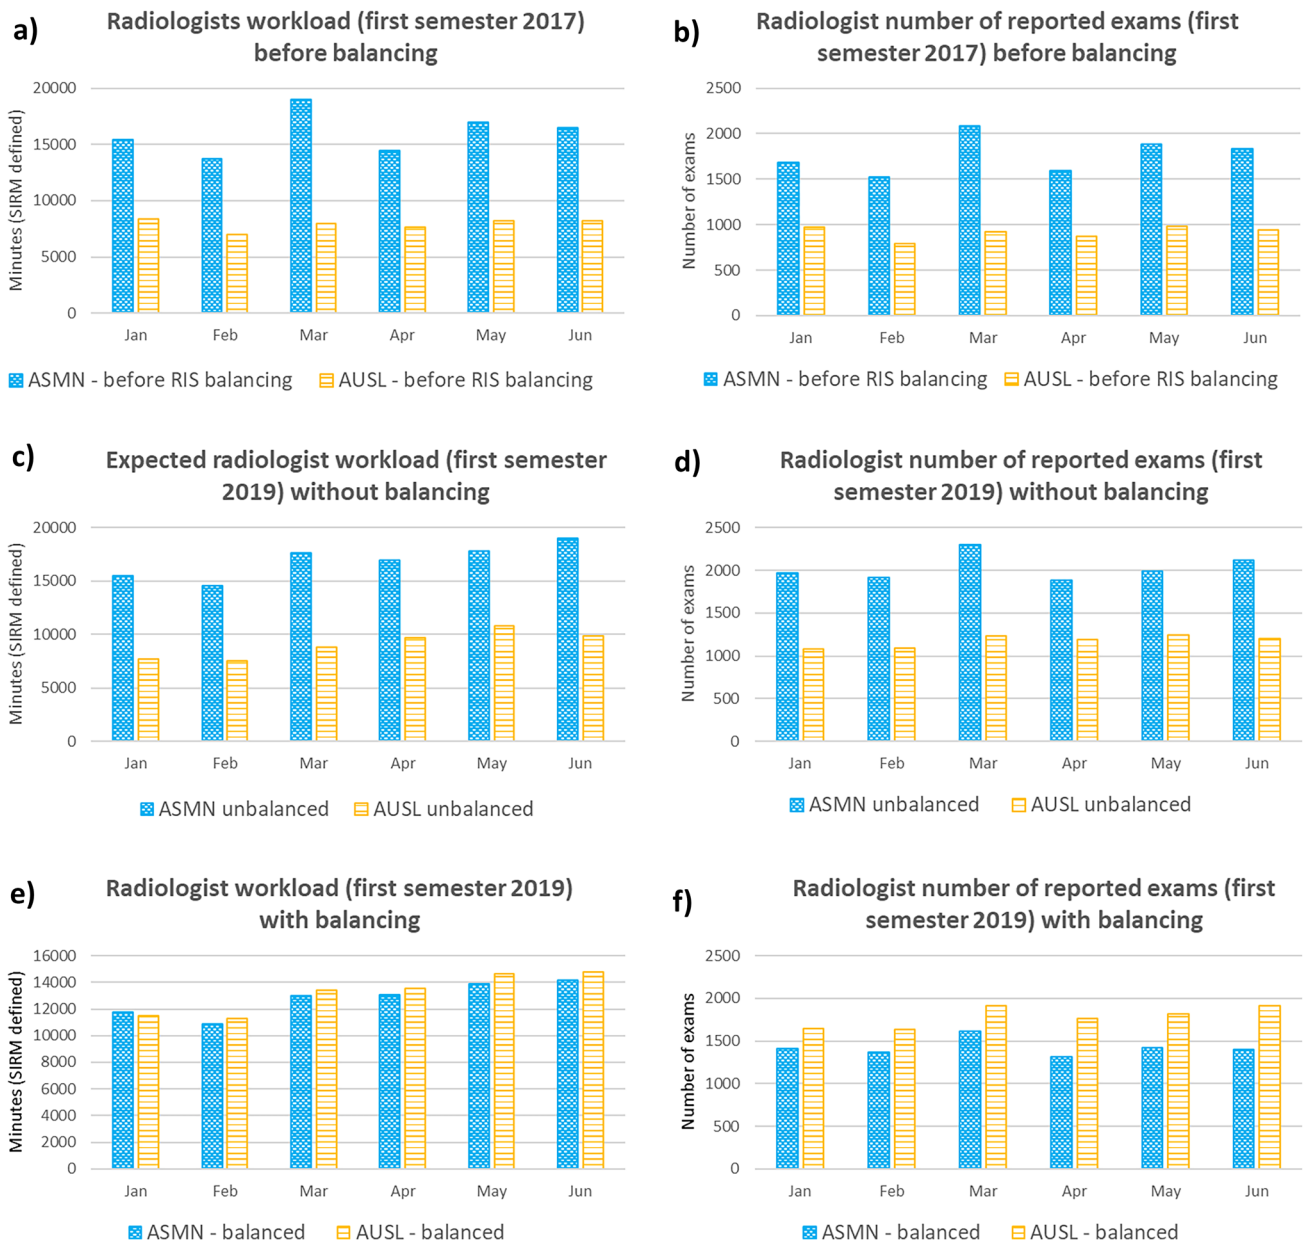 a)
Radiologists workload (first semester 2017)
before balancing
Minutes (SIRM defined)
20000
15000
10000
5000
0
Jan Feb Mar Apr May Jun
ASMN - before RIS balancing AUSL - before RIS balancing
b)
Radiologist number of reported exams (first
semester 2017) before balancing
Number of exams
2500
2000
1500
1000
500
0
Jan Feb Mar Apr May Jun
ASMN - before RIS balancing AUSL - before RIS balancing
c)
Expected radiologist workload (first semester
2019) without balancing
Minutes (SIRM defined)
20000
15000
10000
5000
0
Jan Feb Mar Apr May Jun
ASMN unbalanced AUSL unbalanced
d)
Radiologist number of reported exams (first
semester 2019) without balancing
Number of exams
2500
2000
1500
1000
500
0
Jan Feb Mar Apr May Jun
ASMN unbalanced AUSL unbalanced
e)
Radiologist workload (first semester 2019)
with balancing
Minutes (SIRM defined)
16000
14000
12000
10000
8000
6000
4000
2000
0
Jan Feb Mar Apr May Jun
ASMN - balanced AUSL - balanced
f)
Radiologist number of reported exams (first
semester 2019) with balancing
Number of exams
2500
2000
1500
1000
500
0
Jan Feb Mar Apr May Jun
ASMN - balanced AUSL - balanced